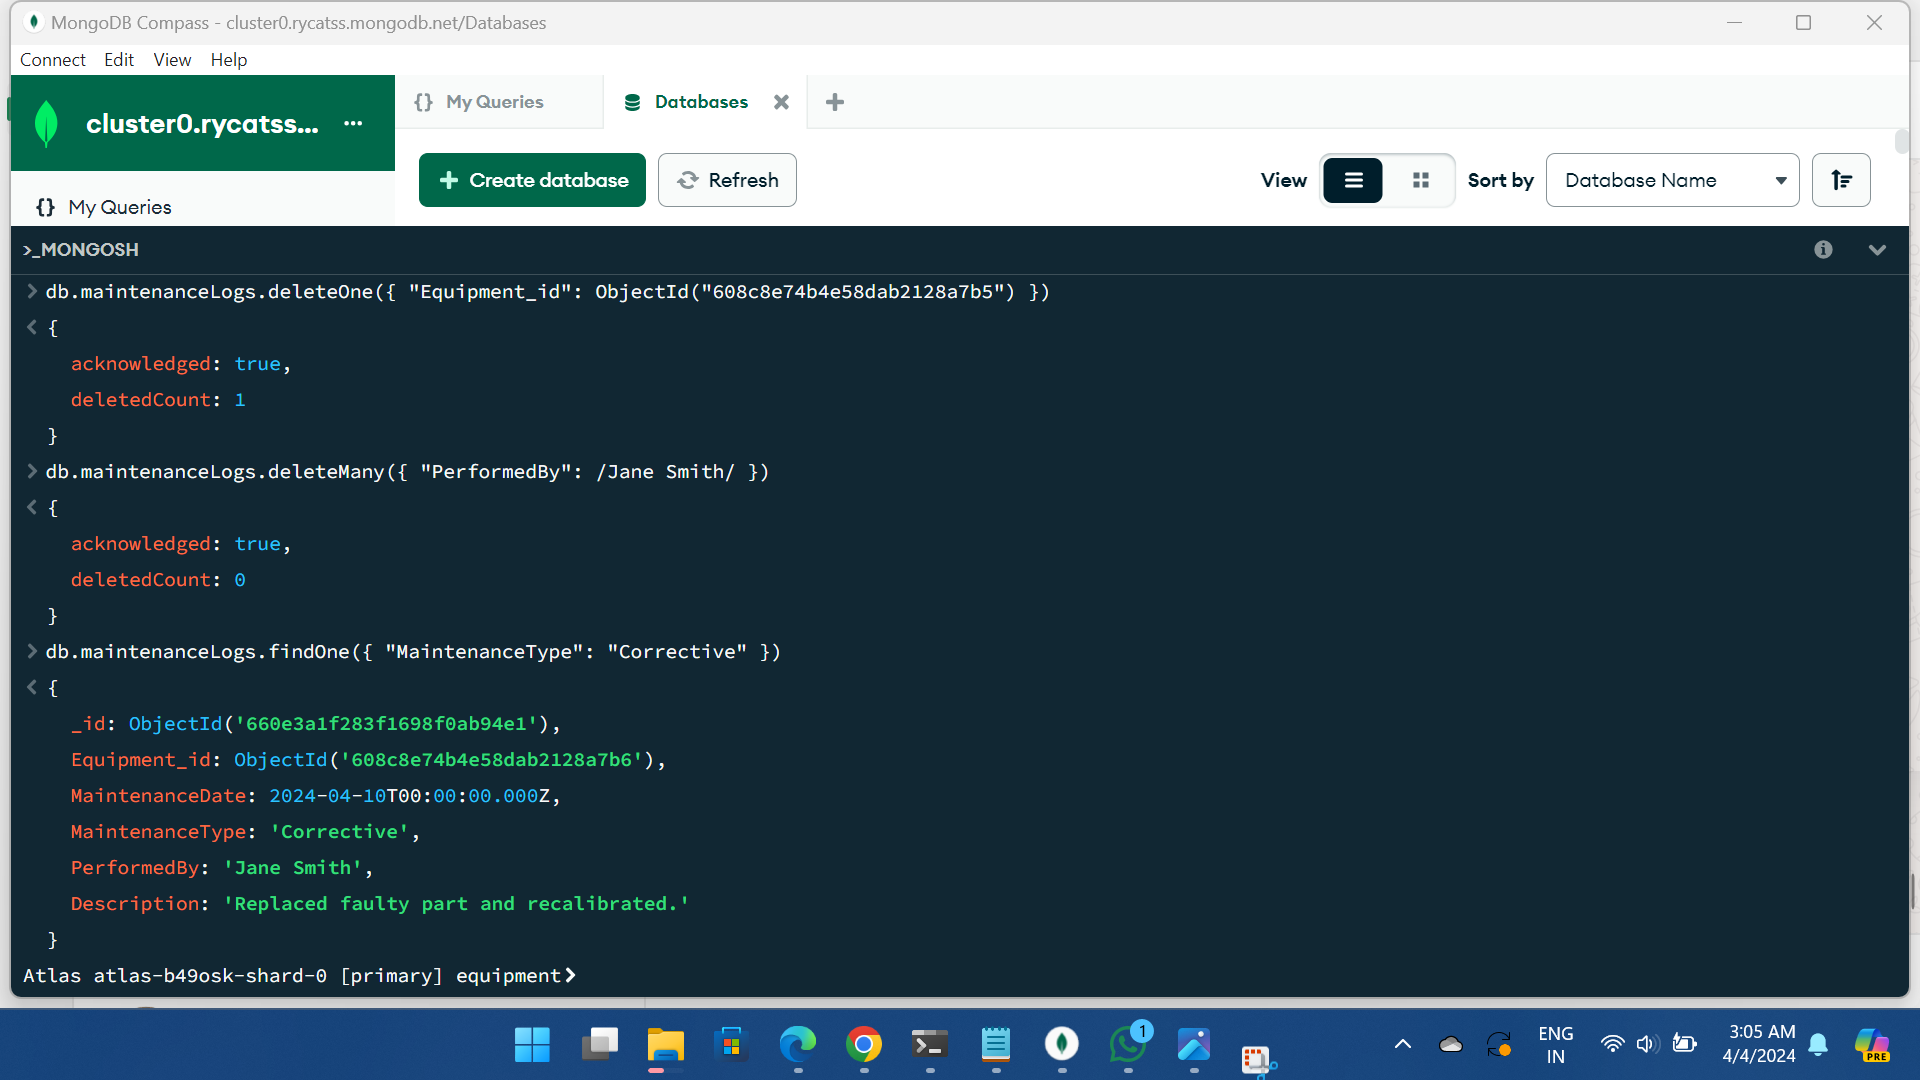 MongoDB Compass - cluster0.rycatss.mongodb.net/Databases
Connect Edit View Help
cluster0.rycatss... ...
{} My Queries
Databases
+ Create database
Refresh
View
Sort by
Database Name
{} My Queries
>_MONGOSH
> db.maintenanceLogs.deleteOne({ "Equipment_id": ObjectId("608c8e74b4e58dab2128a7b5") })
< {
acknowledged: true,
deletedCount: 1
}
> db.maintenanceLogs.deleteMany({ "PerformedBy": /Jane Smith/ })
< {
acknowledged: true,
deletedCount: 0
}
> db.maintenanceLogs.findOne({ "MaintenanceType": "Corrective" })
< {
_id: ObjectId('660e3a1f283f1698f0ab94e1'),
Equipment_id: ObjectId('608c8e74b4e58dab2128a7b6'),
MaintenanceDate: 2024-04-10T00:00:00.000Z,
MaintenanceType: 'Corrective',
PerformedBy: 'Jane Smith',
Description: 'Replaced faulty part and recalibrated.'
}
Atlas atlas-b49osk-shard-0 [primary] equipment>
1
ENG
IN
3:05 AM
4/4/2024
PRE